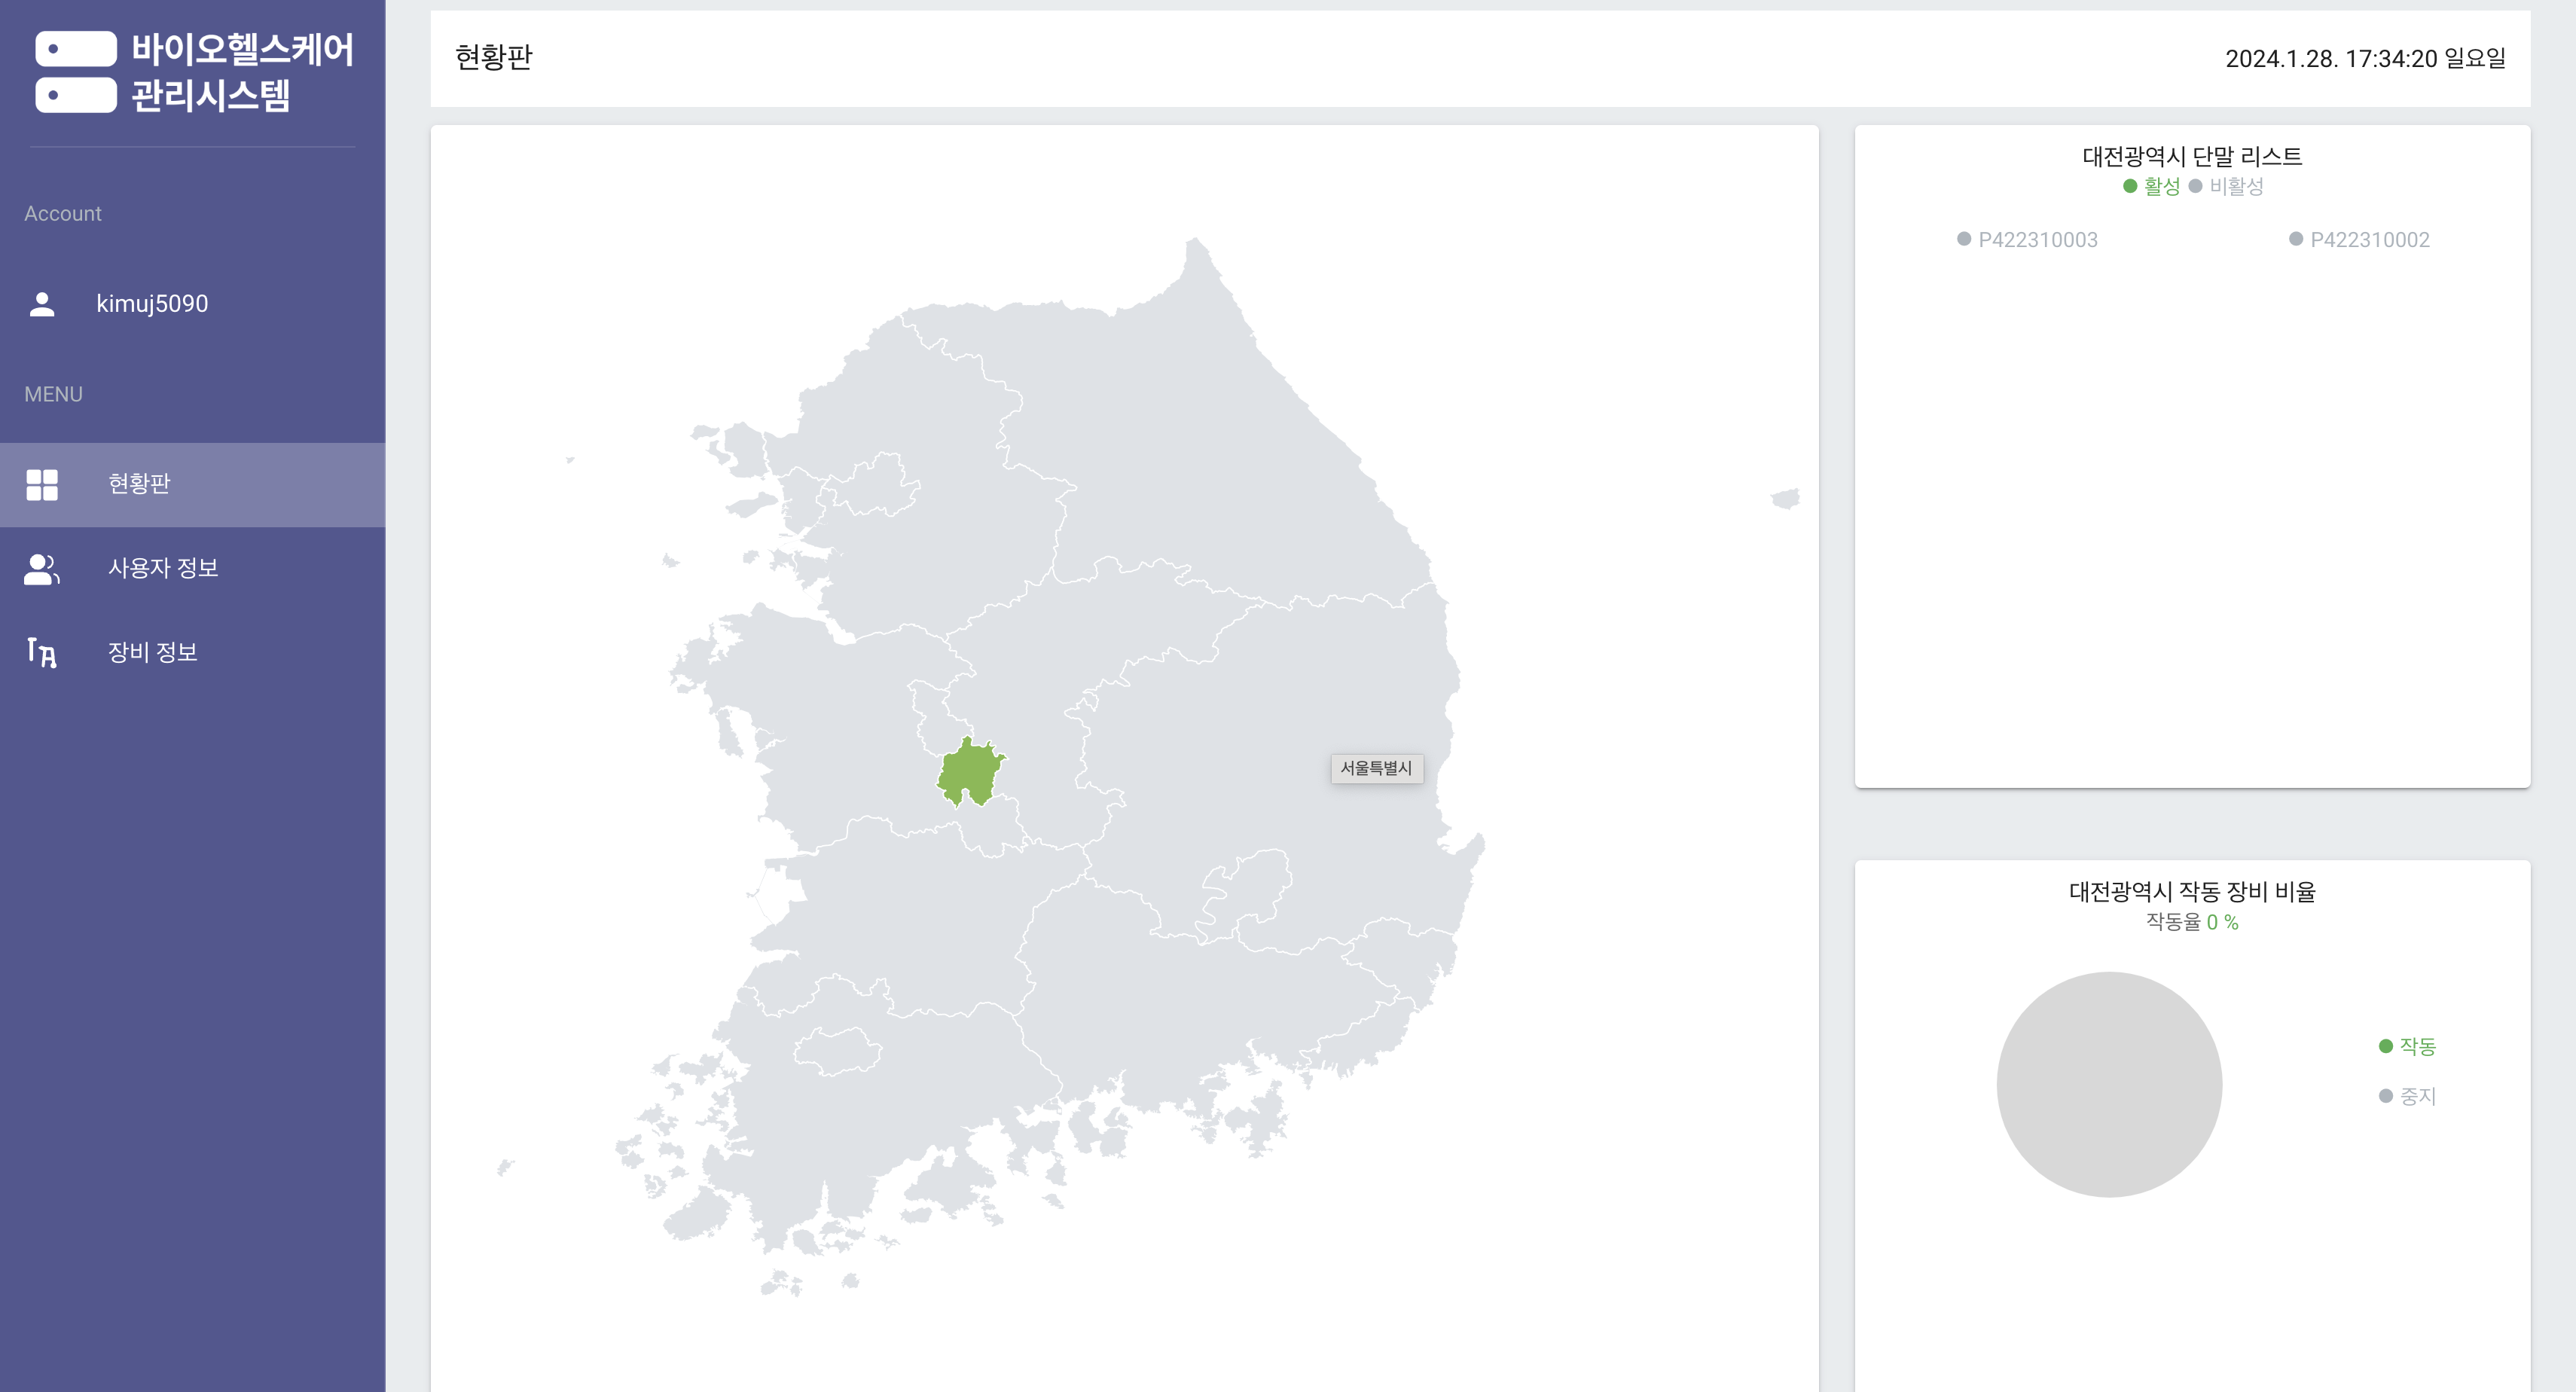 바이오헬스케어
관리시스템
Account
kimuj5090
MENU
현황판
사용자 정보
장비 정보
현황판
2024.1.28. 17:34:20 일요일
서울특별시
대전광역시 단말 리스트
활성 비활성
P422310003 P422310002
대전광역시 작동 장비 비율
작동율 0 %
작동
중지